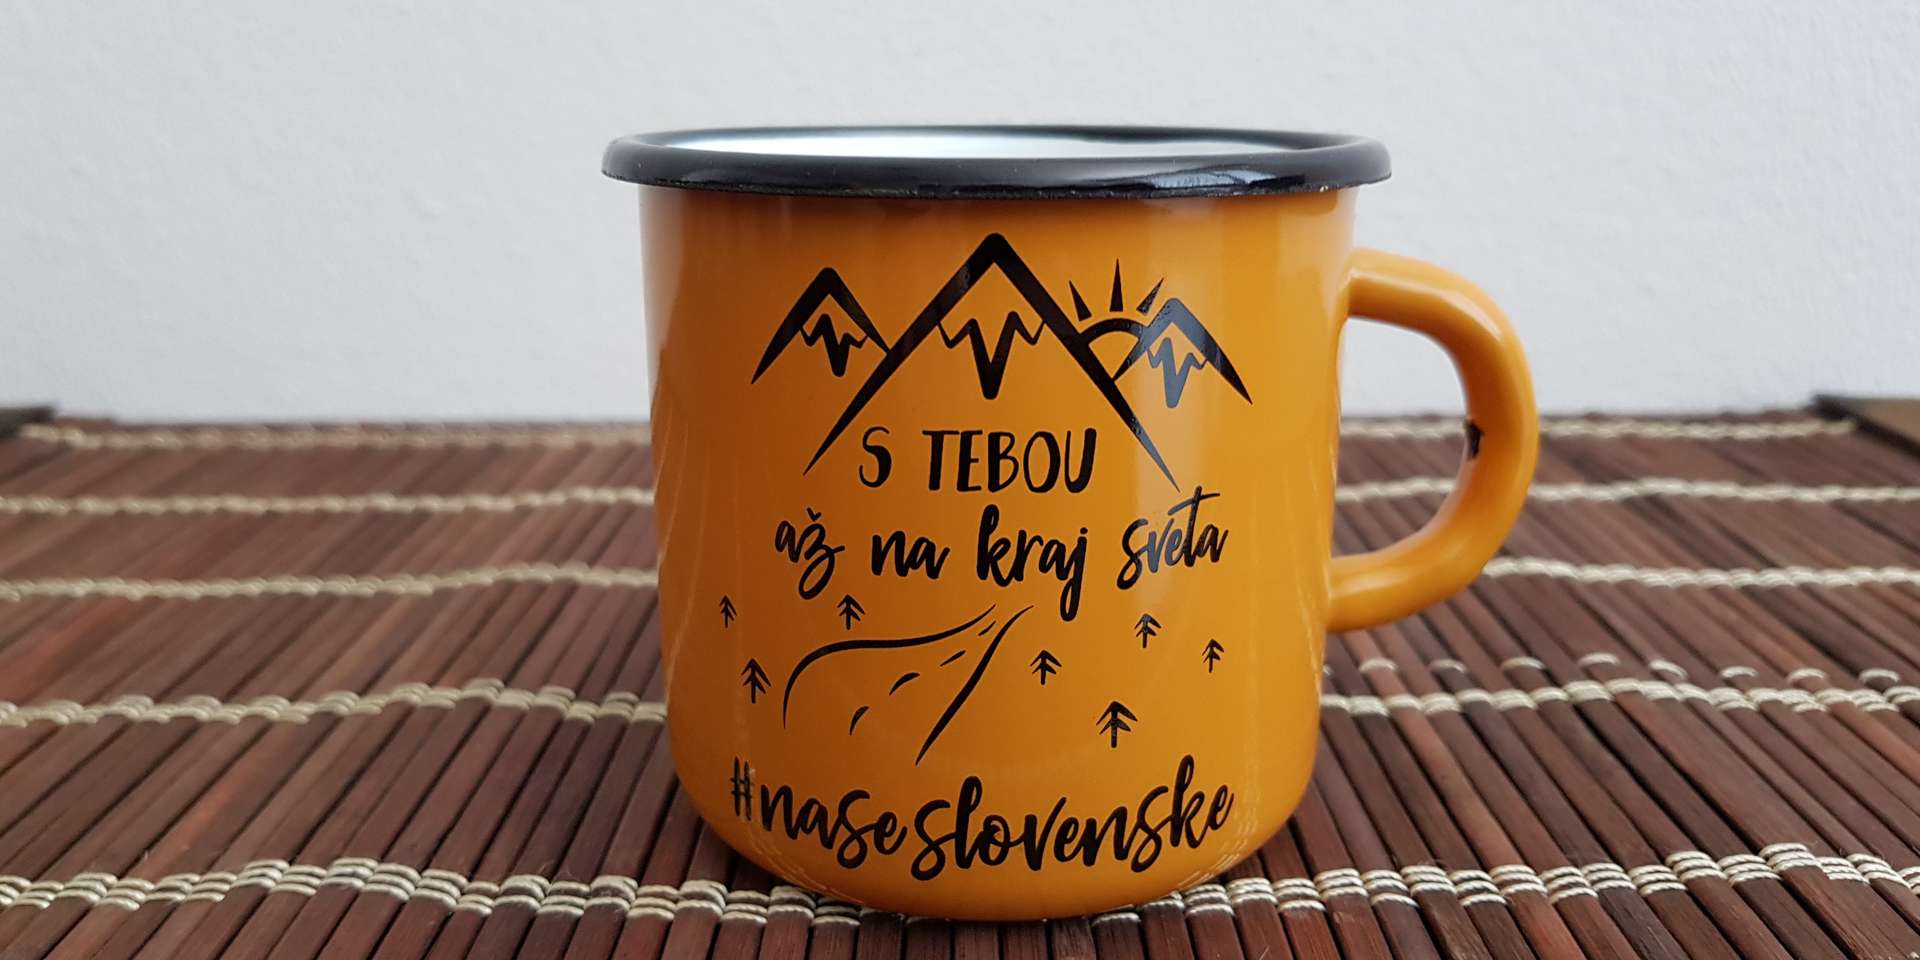 S TEBOU
až na kraj sveta
#naseslovenske